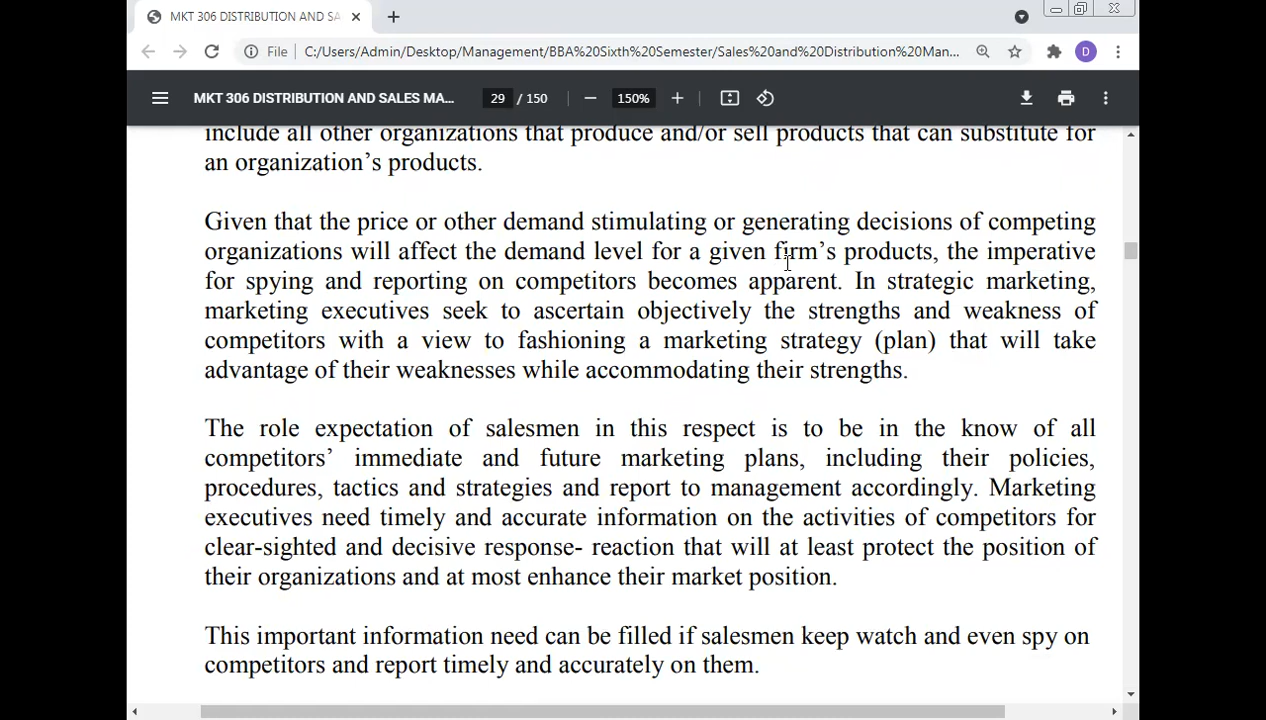 MKT 306 DISTRIBUTION AND SA
File C:/Users/Admin/Desktop/Management/BBA%20Sixth%20Semester/Sales%20and%20Distribution%20Man... D
MKT 306 DISTRIBUTION AND SALES MA... 29 / 150 150%
include all other organizations that produce and/or sell products that can substitute for
an organization’s products.
Given that the price or other demand stimulating or generating decisions of competing
organizations will affect the demand level for a given firm’s products, the imperative
for spying and reporting on competitors becomes apparent. In strategic marketing,
marketing executives seek to ascertain objectively the strengths and weakness of
competitors with a view to fashioning a marketing strategy (plan) that will take
advantage of their weaknesses while accommodating their strengths.
The role expectation of salesmen in this respect is to be in the know of all
competitors’ immediate and future marketing plans, including their policies,
procedures, tactics and strategies and report to management accordingly. Marketing
executives need timely and accurate information on the activities of competitors for
clear-sighted and decisive response- reaction that will at least protect the position of
their organizations and at most enhance their market position.
This important information need can be filled if salesmen keep watch and even spy on
competitors and report timely and accurately on them.